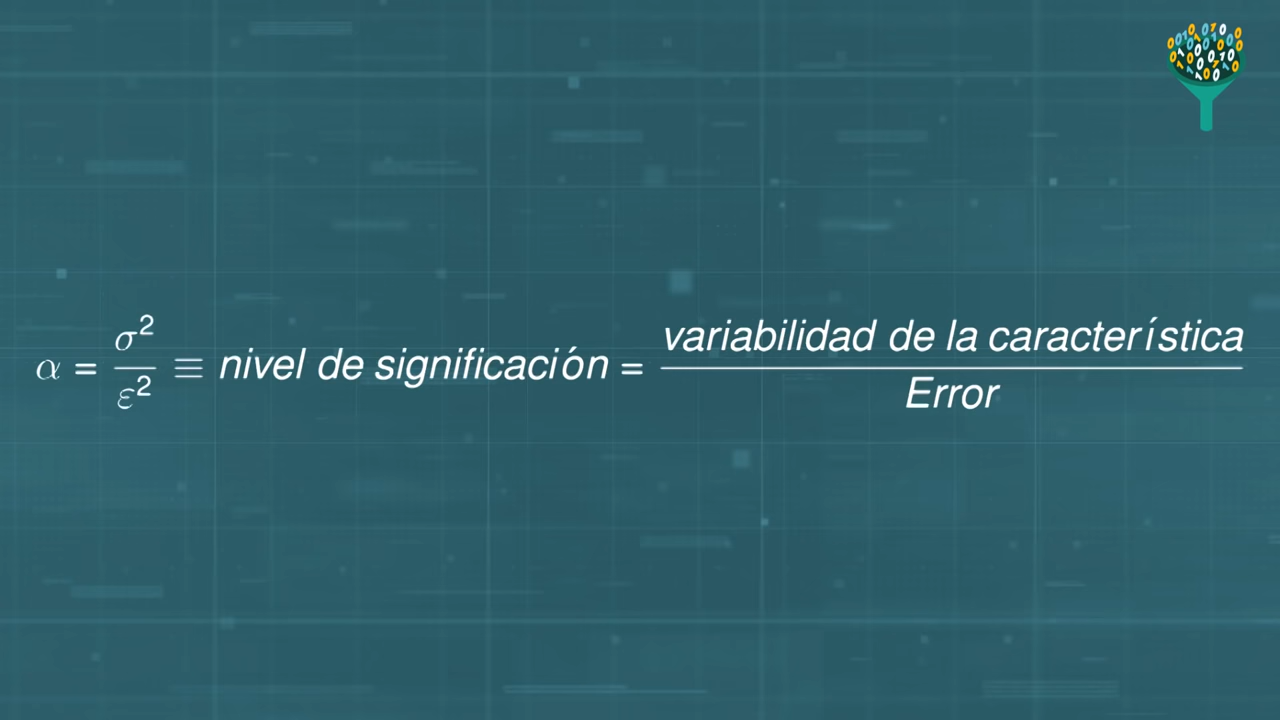 α = σ² / ε² ≡ nivel de significación = variabilidad de la característica / Error